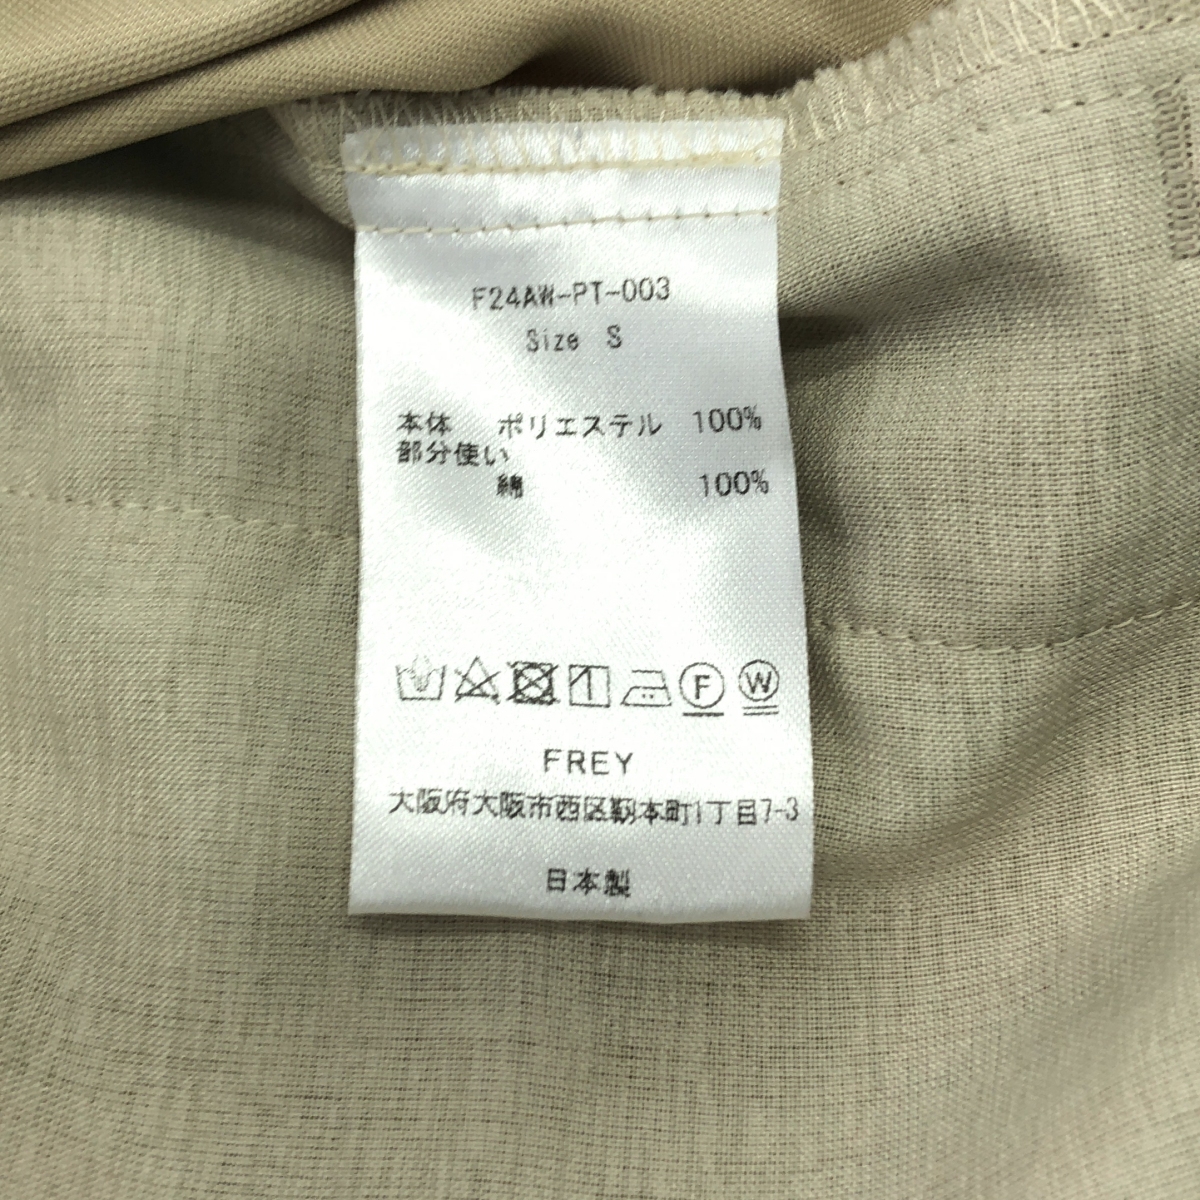 F24AW-PT-003
Size S
本体 ポリエステル 100%
部分使い
綿 100%
F W
FREY
大阪府大阪市西区靱本町1丁目7-3
日本製